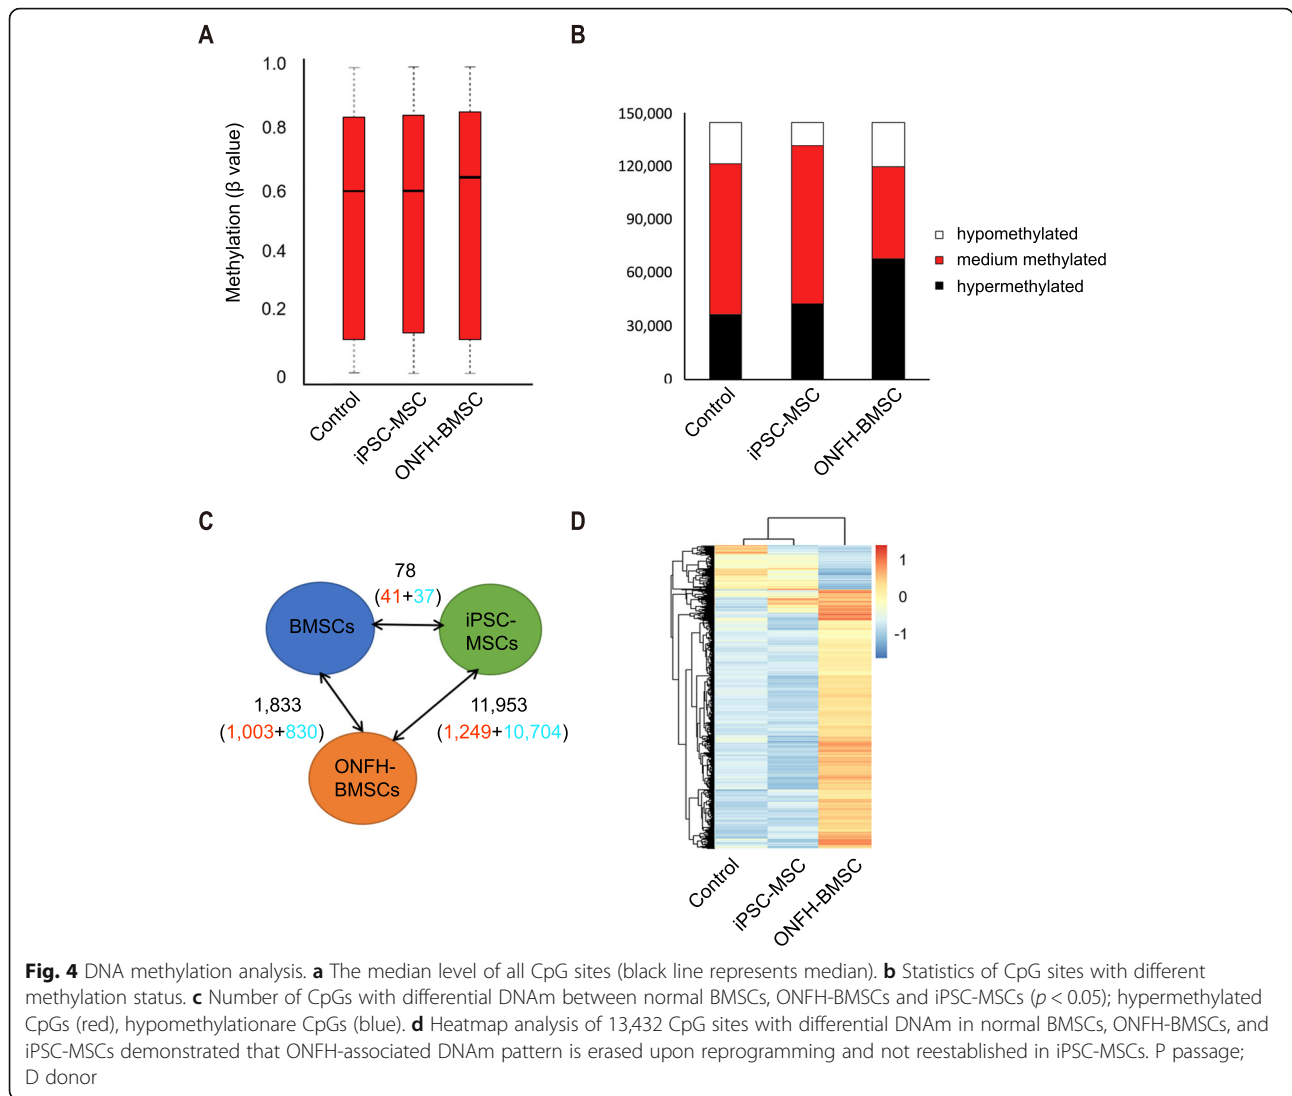 A
1.0
0.8
0.6
0.4
0.2
0
Methylation (β value)
Control
iPSC-MSC
ONFH-BMSC
B
150,000
120,000
90,000
60,000
30,000
0
Control
iPSC-MSC
ONFH-BMSC
hypomethylated
medium methylated
hypermethylated
C
78
(41+37)
BMSCs
iPSC-
MSCs
1,833
(1,003+830)
11,953
(1,249+10,704)
ONFH-
BMSCs
D
1
0
-1
Control
iPSC-MSC
ONFH-BMSC
Fig. 4 DNA methylation analysis. a The median level of all CpG sites (black line represents median). b Statistics of CpG sites with different
methylation status. c Number of CpGs with differential DNAm between normal BMSCs, ONFH-BMSCs and iPSC-MSCs (p < 0.05); hypermethylated
CpGs (red), hypomethylationare CpGs (blue). d Heatmap analysis of 13,432 CpG sites with differential DNAm in normal BMSCs, ONFH-BMSCs, and
iPSC-MSCs demonstrated that ONFH-associated DNAm pattern is erased upon reprogramming and not reestablished in iPSC-MSCs. P passage;
D donor